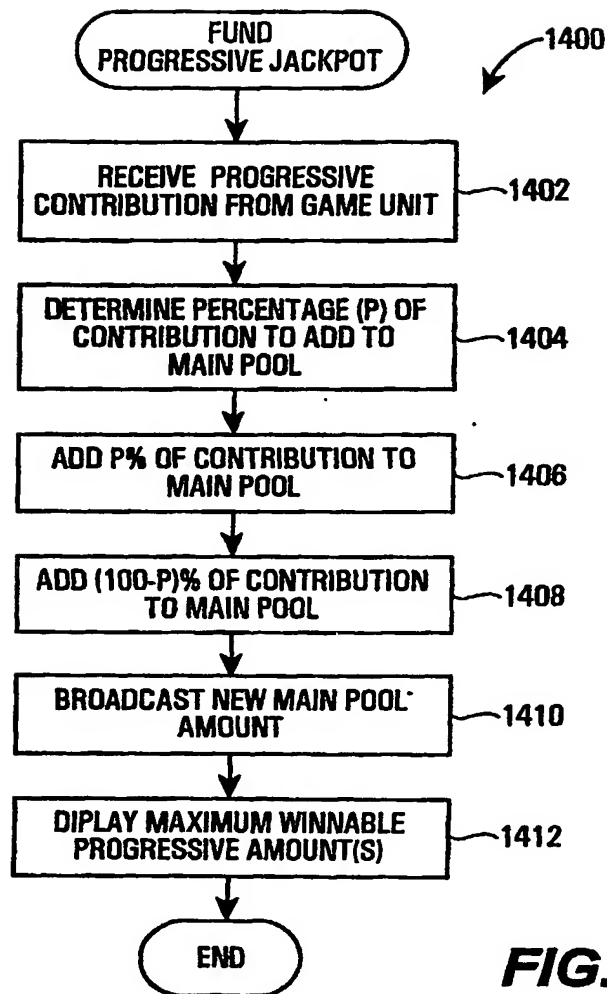 FUND
PROGRESSIVE JACKPOT
1400
RECEIVE PROGRESSIVE
CONTRIBUTION FROM GAME UNIT
1402
DETERMINE PERCENTAGE (P) OF
CONTRIBUTION TO ADD TO
MAIN POOL
1404
ADD P% OF CONTRIBUTION TO
MAIN POOL
1406
ADD (100-P)% OF CONTRIBUTION
TO MAIN POOL
1408
BROADCAST NEW MAIN POOL
AMOUNT
1410
DIPLAY MAXIMUM WINNABLE
PROGRESSIVE AMOUNT(S)
1412
END
FIG.